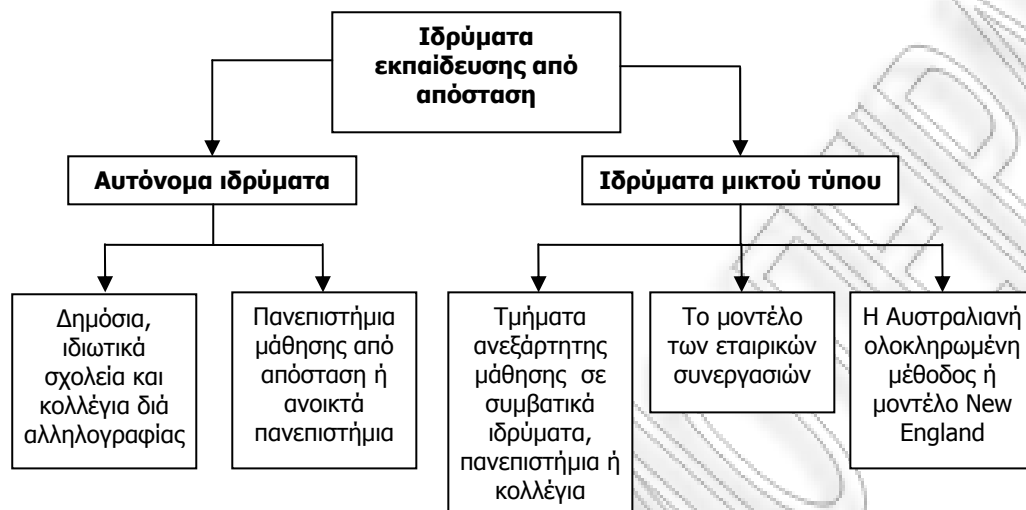 Ιδρύματα
εκπαίδευσης από
απόσταση
Αυτόνομα ιδρύματα
Ιδρύματα μικτού τύπου
Δημόσια,
ιδιωτικά
σχολεία και
κολλέγια διά
αλληλογραφίας
Πανεπιστήμια
μάθησης από
απόσταση ή
ανοικτά
πανεπιστήμια
Τμήματα
ανεξάρτητης
μάθησης σε
συμβατικά
ιδρύματα,
πανεπιστήμια ή
κολλέγια
Το μοντέλο
των εταιρικών
συνεργασιών
Η Αυστραλιανή
ολοκληρωμένη
μέθοδος ή
μοντέλο New
England